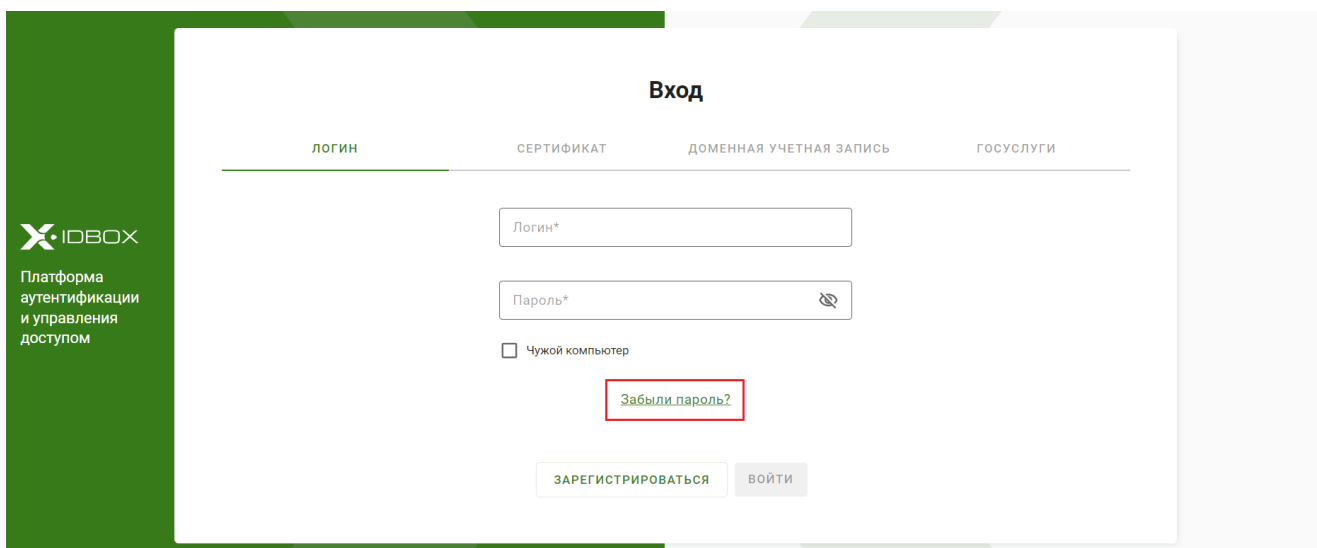 Вход
ЛОГИН
СЕРТИФИКАТ
ДОМЕННАЯ УЧЕТНАЯ ЗАПИСЬ
ГОСУСЛУГИ
IDBOX
Платформа
аутентификации
и управления
доступом
Логин*
Пароль*
Чужой компьютер
Забыли пароль?
ЗАРЕГИСТРИРОВАТЬСЯ
ВОЙТИ